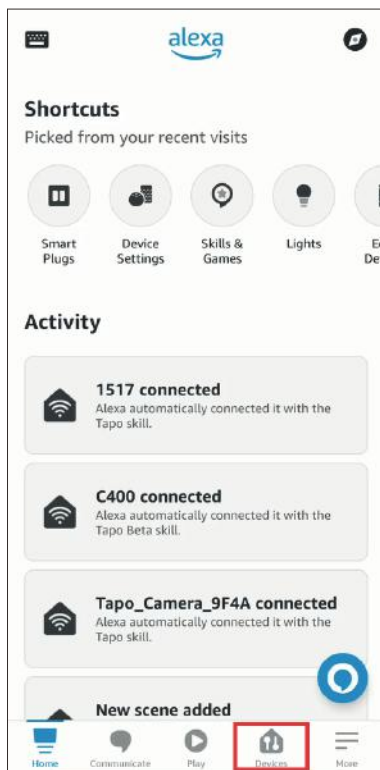 alexa
Shortcuts
Picked from your recent visits
Smart Plugs
Device Settings
Skills & Games
Lights
Activity
1517 connected
Alexa automatically connected it with the
Tapo skill.
C400 connected
Alexa automatically connected it with the
Tapo Beta skill.
Tapo_Camera_9F4A connected
Alexa automatically connected it with the
Tapo skill.
New scene added
Home
Communicate
Play
Devices
More